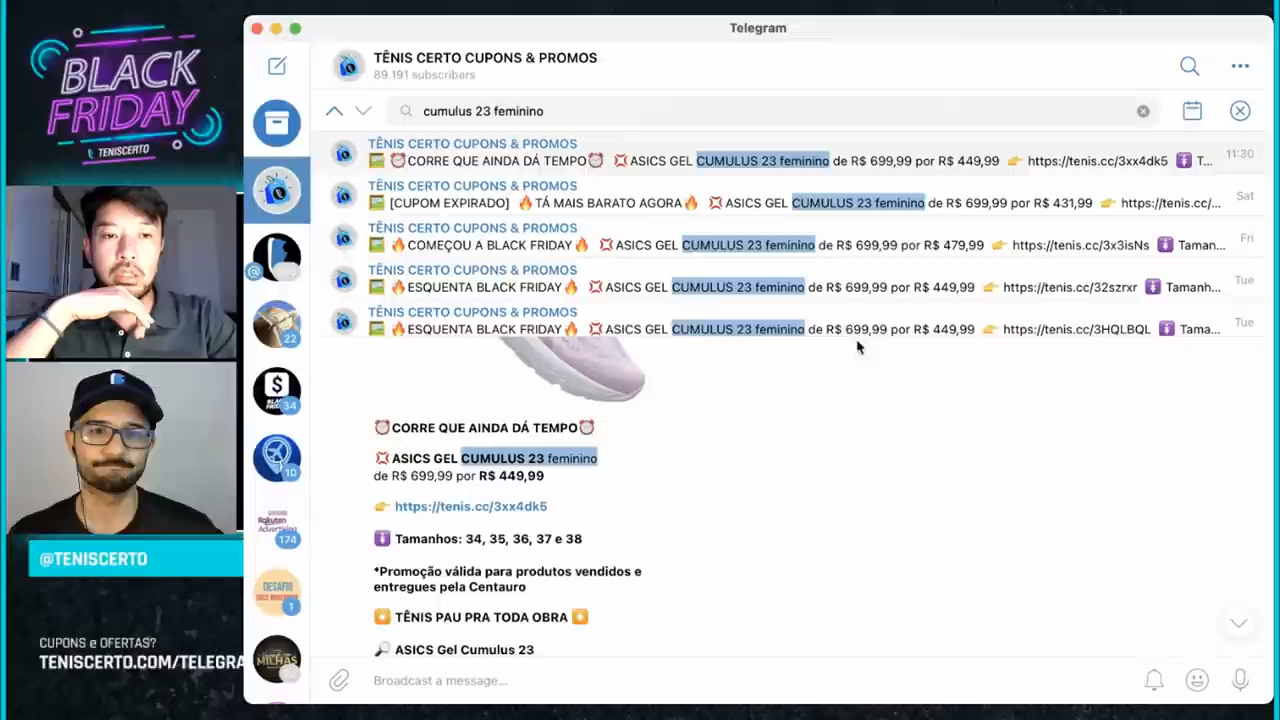 BLACK
FRIDAY
TENISCERTO
@TENISCERTO
CUPONS e OFERTAS?
TENISCERTO.COM/TELEGRA
Telegram
TÊNIS CERTO CUPONS & PROMOS
89.191 subscribers
cumulus 23 feminino
TÊNIS CERTO CUPONS & PROMOS
🖼️ ⏰CORRE QUE AINDA DÁ TEMPO⏰ 💢ASICS GEL CUMULUS 23 feminino de R$ 699,99 por R$ 449,99 👉 https://tenis.cc/3xx4dk5 ⬇️ T...
11:30
TÊNIS CERTO CUPONS & PROMOS
🖼️ [CUPOM EXPIRADO] 🔥TÁ MAIS BARATO AGORA🔥 💢ASICS GEL CUMULUS 23 feminino de R$ 699,99 por R$ 431,99 👉 https://tenis.cc/...
Sat
TÊNIS CERTO CUPONS & PROMOS
🖼️ 🔥COMEÇOU A BLACK FRIDAY🔥 💢ASICS GEL CUMULUS 23 feminino de R$ 699,99 por R$ 479,99 👉 https://tenis.cc/3x3isNs ⬇️ Taman...
Fri
TÊNIS CERTO CUPONS & PROMOS
🖼️ 🔥ESQUENTA BLACK FRIDAY🔥 💢ASICS GEL CUMULUS 23 feminino de R$ 699,99 por R$ 449,99 👉 https://tenis.cc/32szrxr ⬇️ Tamanh...
Tue
TÊNIS CERTO CUPONS & PROMOS
🖼️ 🔥ESQUENTA BLACK FRIDAY🔥 💢ASICS GEL CUMULUS 23 feminino de R$ 699,99 por R$ 449,99 👉 https://tenis.cc/3HQLBQL ⬇️ Tama...
Tue
⏰CORRE QUE AINDA DÁ TEMPO⏰
💢ASICS GEL CUMULUS 23 feminino
de R$ 699,99 por R$ 449,99
👉 https://tenis.cc/3xx4dk5
⬇️ Tamanhos: 34, 35, 36, 37 e 38
*Promoção válida para produtos vendidos e
entregues pela Centauro
TÊNIS PAU PRA TODA OBRA
🔎 ASICS Gel Cumulus 23
Broadcast a message...
22
34
10
Rakuten
Advertising
174
DESAFIO
1
MILHAS